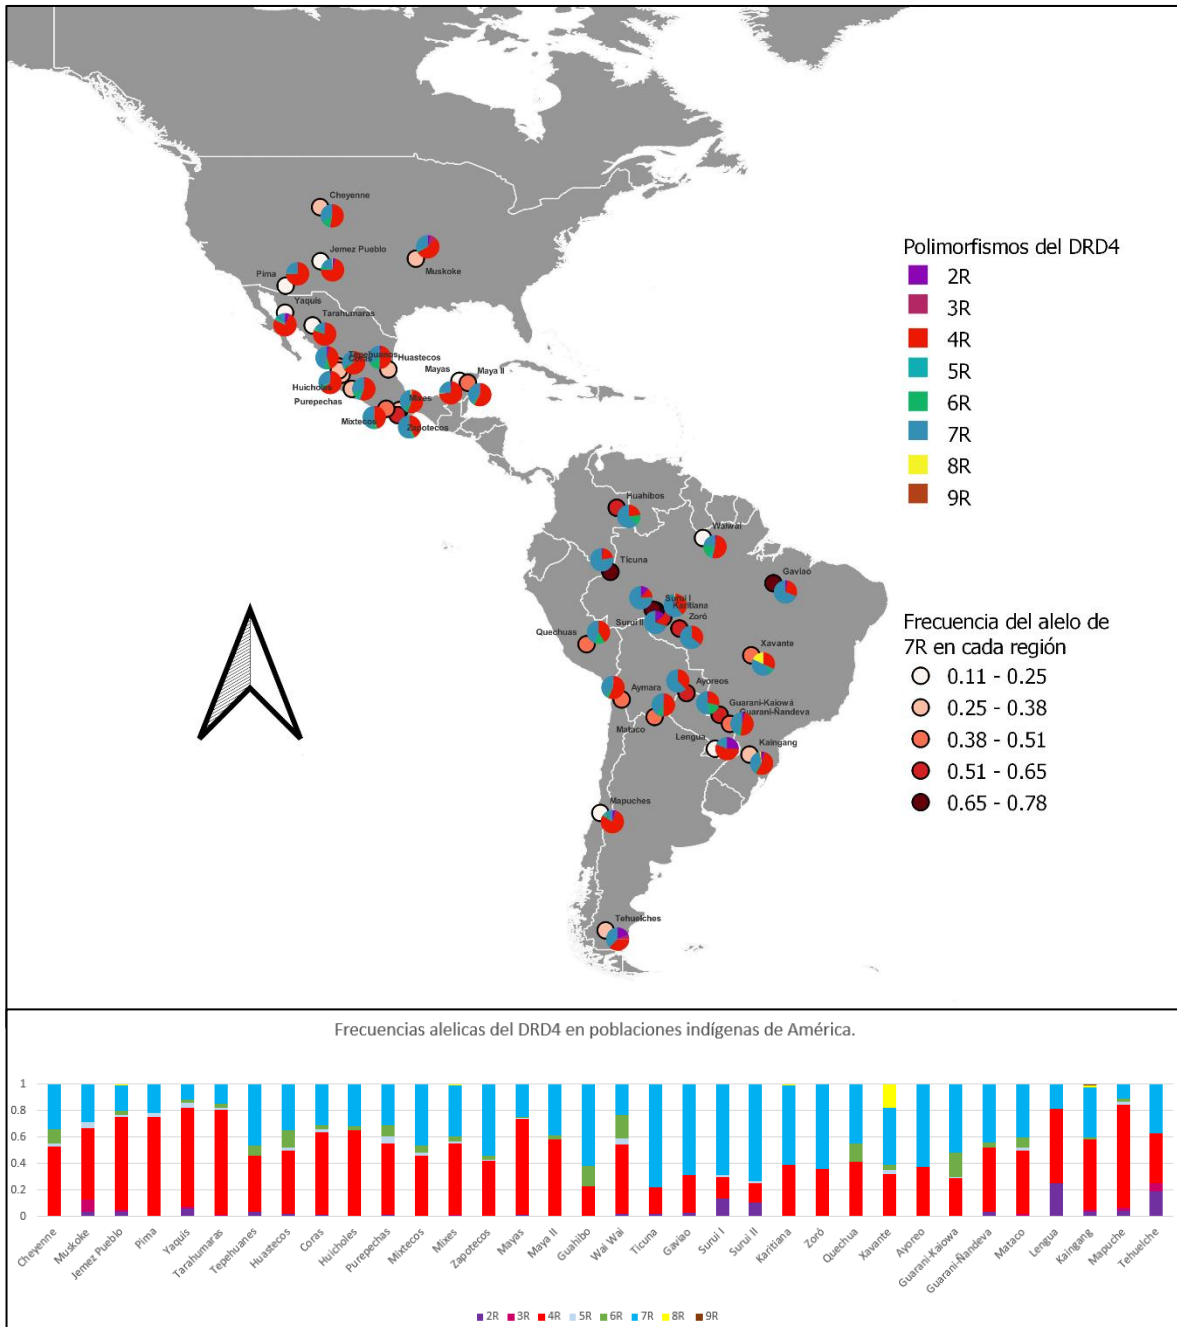 Cheyenne
Jemez Pueblo
Muskoke
Pima
Yaquis
Tarahumaras
Tepehuanos
Coras
Huastecos
Mayas
Maya II
Huicholes
Purepechas
Mixes
Mixtecos
Zapotecos
Huahibos
Waiwai
Ticuna
Gaviao
Surui I
Karitiana
Surui II
Zoró
Quechuas
Xavante
Ayoreos
Aymara
Guarani-Kaiowá
Guarani-Ñandeva
Mataco
Lengua
Kaingang
Mapuches
Tehuelches
Polimorfismos del DRD4
2R
3R
4R
5R
6R
7R
8R
9R
Frecuencia del alelo de
7R en cada región
0.11 - 0.25
0.25 - 0.38
0.38 - 0.51
0.51 - 0.65
0.65 - 0.78
Frecuencias alelicas del DRD4 en poblaciones indígenas de América.
1
0.8
0.6
0.4
0.2
0
Cheyenne
Muskoke
Jemez Pueblo
Pima
Yaquis
Tarahumaras
Tepehuanes
Huastecos
Coras
Huicholes
Purepechas
Mixtecos
Mixes
Zapotecos
Mayas
Maya II
Guahibo
Wai Wai
Ticuna
Gaviao
Surui I
Surui II
Karitiana
Zoró
Quechua
Xavante
Ayoreo
Guarani-Kaiowa
Guarani-Ñandeva
Mataco
Lengua
Kaingang
Mapuche
Tehuelche
2R 3R 4R 5R 6R 7R 8R 9R